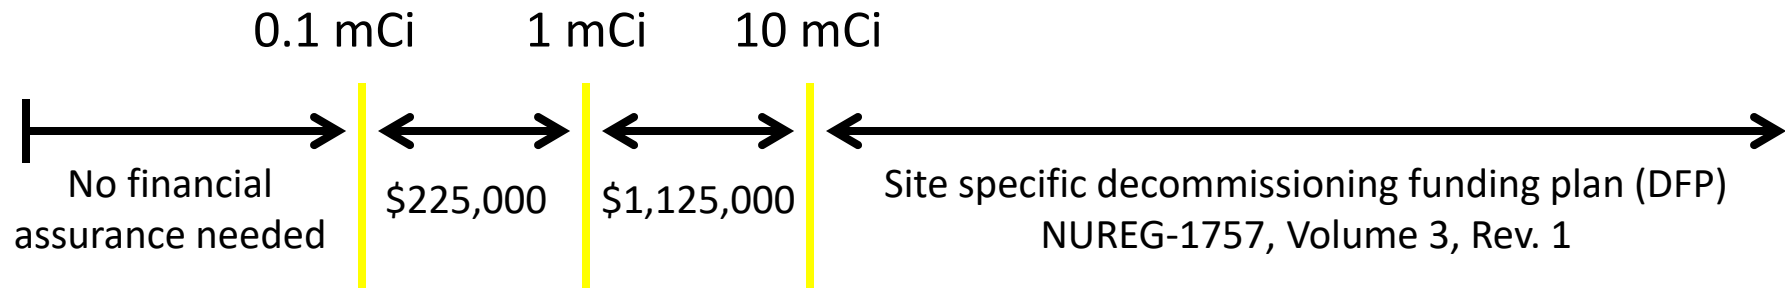 0.1 mCi
1 mCi
10 mCi
No financial
assurance needed
$225,000
$1,125,000
Site specific decommissioning funding plan (DFP)
NUREG-1757, Volume 3, Rev. 1